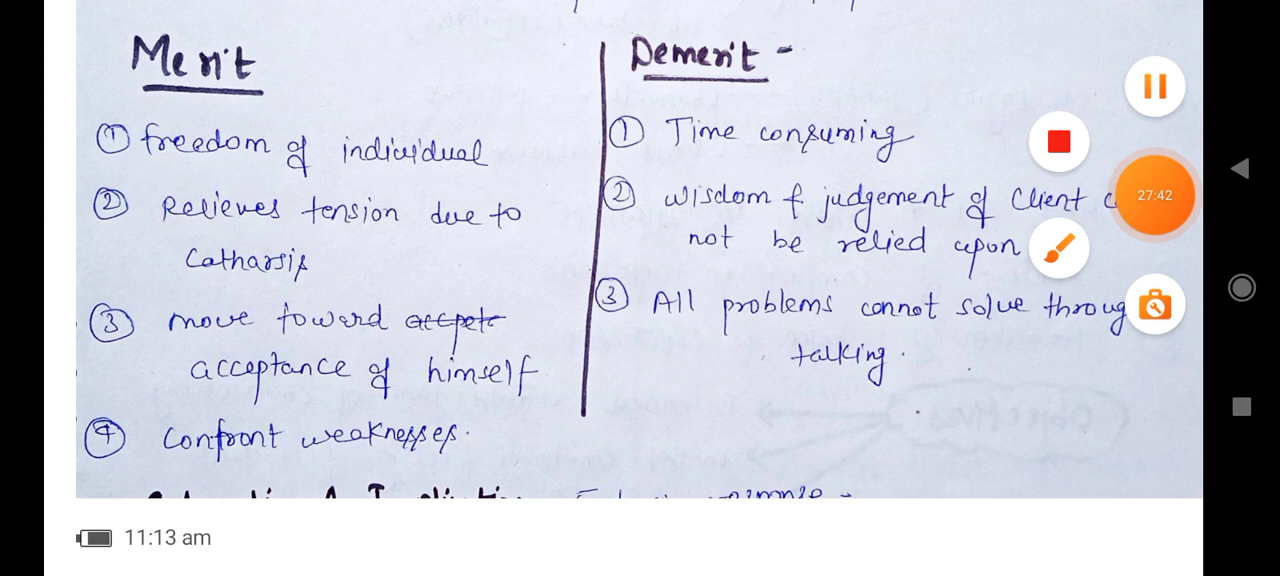 Merit
① freedom of individual
② Relieves tension due to
Catharsis
③ move toward accpete
acceptance of himself
④ Confront weaknesses.
Demerit -
① Time consuming
② Wisdom & judgement of Client
not be relied upon
③ All problems cannot solve throug
talking.
27:42
11:13 am